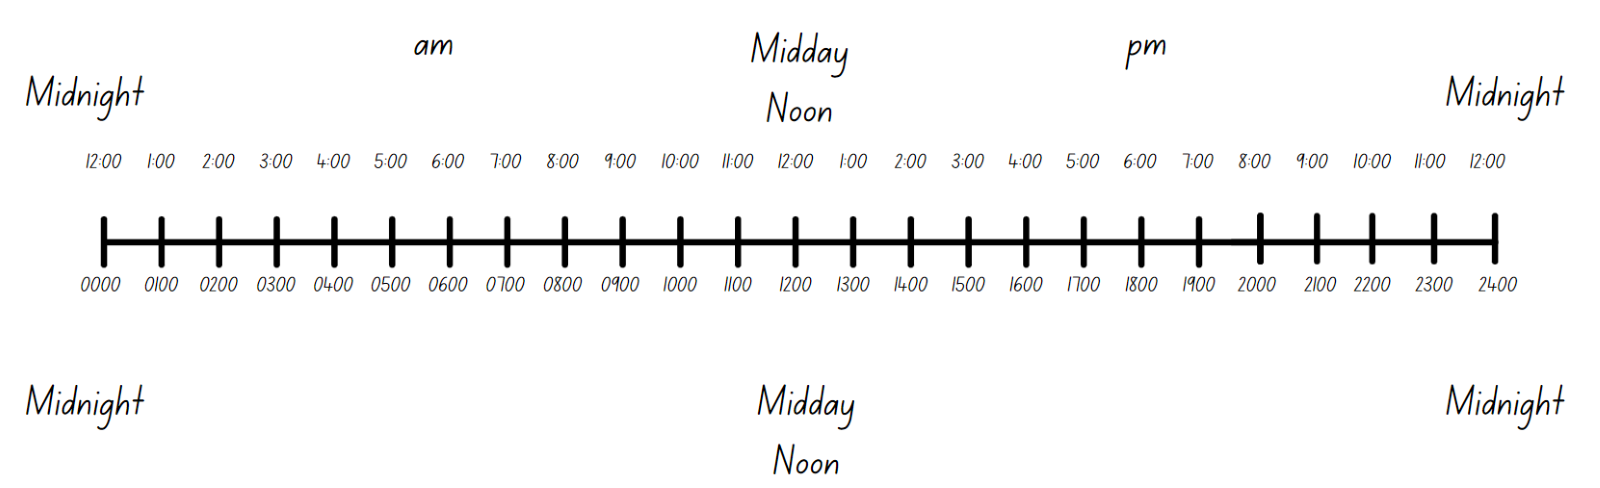 am
Midday
pm
Midnight
Noon
Midnight
12:00 1:00 2:00 3:00 4:00 5:00 6:00 7:00 8:00 9:00 10:00 11:00 12:00 1:00 2:00 3:00 4:00 5:00 6:00 7:00 8:00 9:00 10:00 11:00 12:00
0000 0100 0200 0300 0400 0500 0600 0700 0800 0900 1000 1100 1200 1300 1400 1500 1600 1700 1800 1900 2000 2100 2200 2300 2400
Midnight
Midday
Midnight
Noon